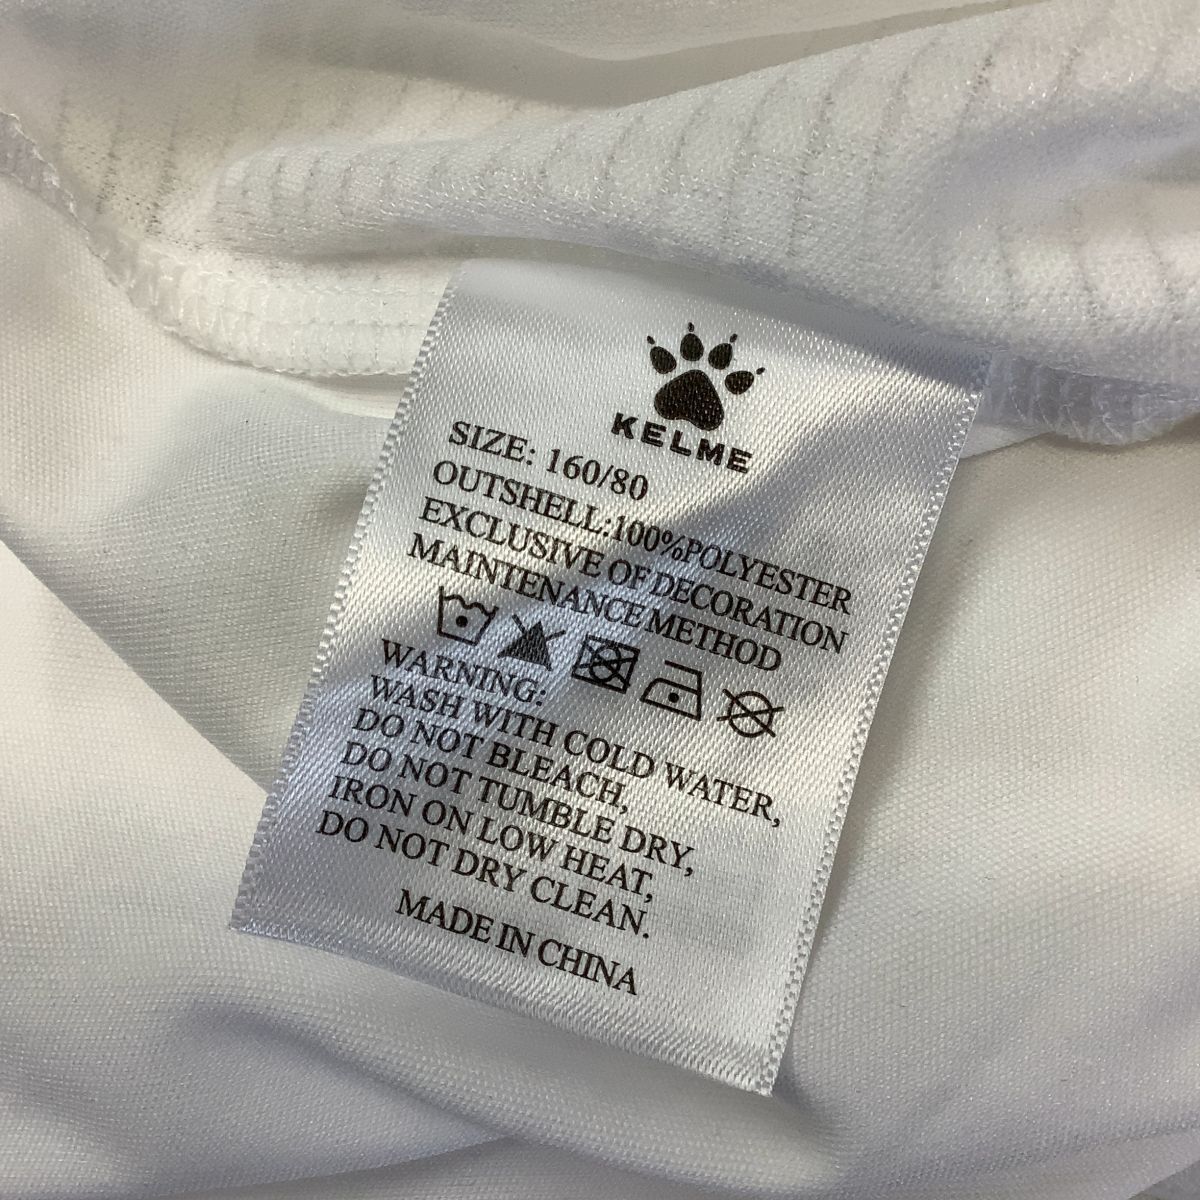 KELME
SIZE: 160/80
OUTSHELL:100%POLYESTER
EXCLUSIVE OF DECORATION
MAINTENANCE METHOD
WARNING:
WASH WITH COLD WATER,
DO NOT BLEACH,
DO NOT TUMBLE DRY,
IRON ON LOW HEAT,
DO NOT DRY CLEAN.
MADE IN CHINA